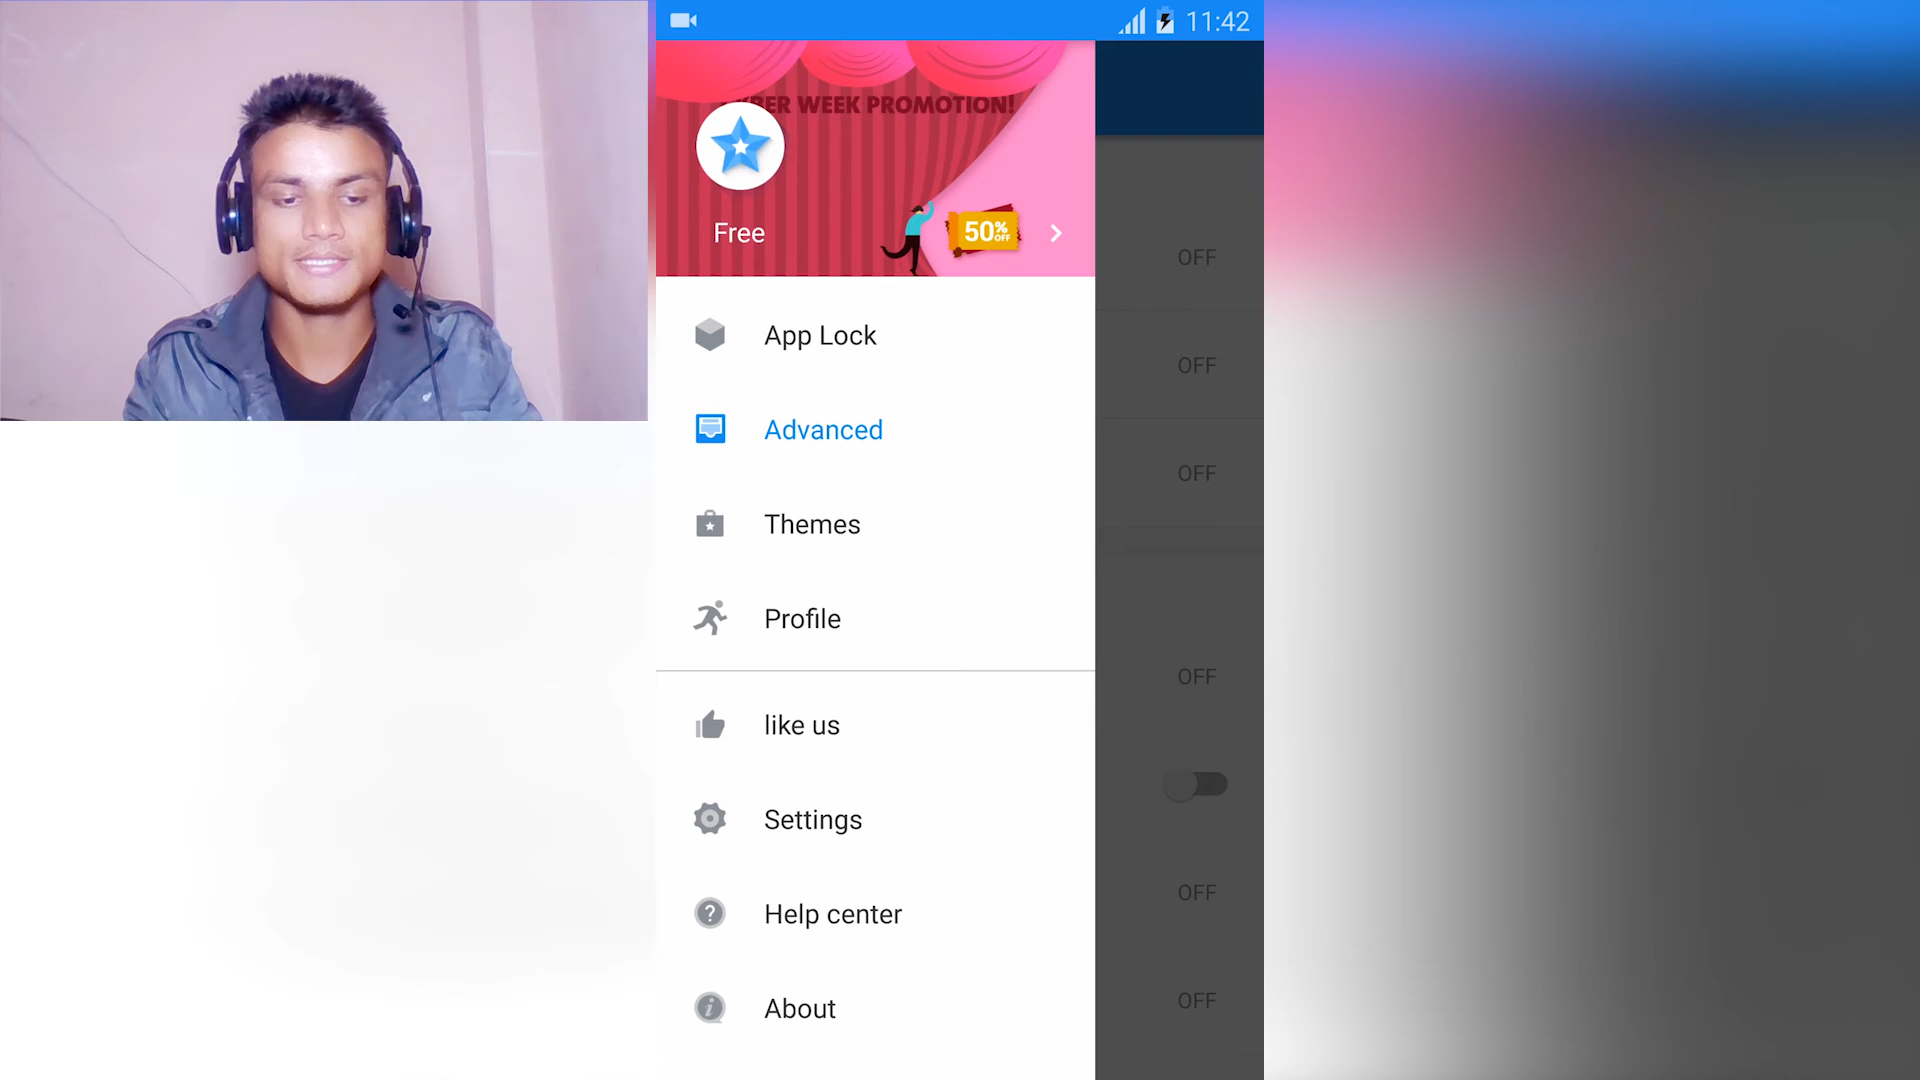 11:42
WEEK PROMOTION!
Free
50% OFF
App Lock
Advanced
Themes
Profile
like us
Settings
Help center
About
OFF
OFF
OFF
OFF
OFF
OFF